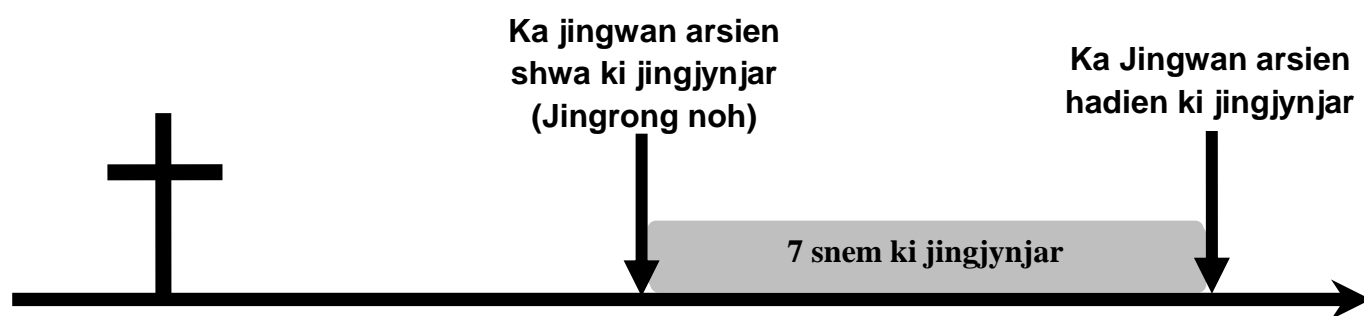 Ka jingwan arsien
shwa ki jingjynjar
(Jingrong noh)
Ka Jingwan arsien
hadien ki jingjynjar
7 snem ki jingjynjar